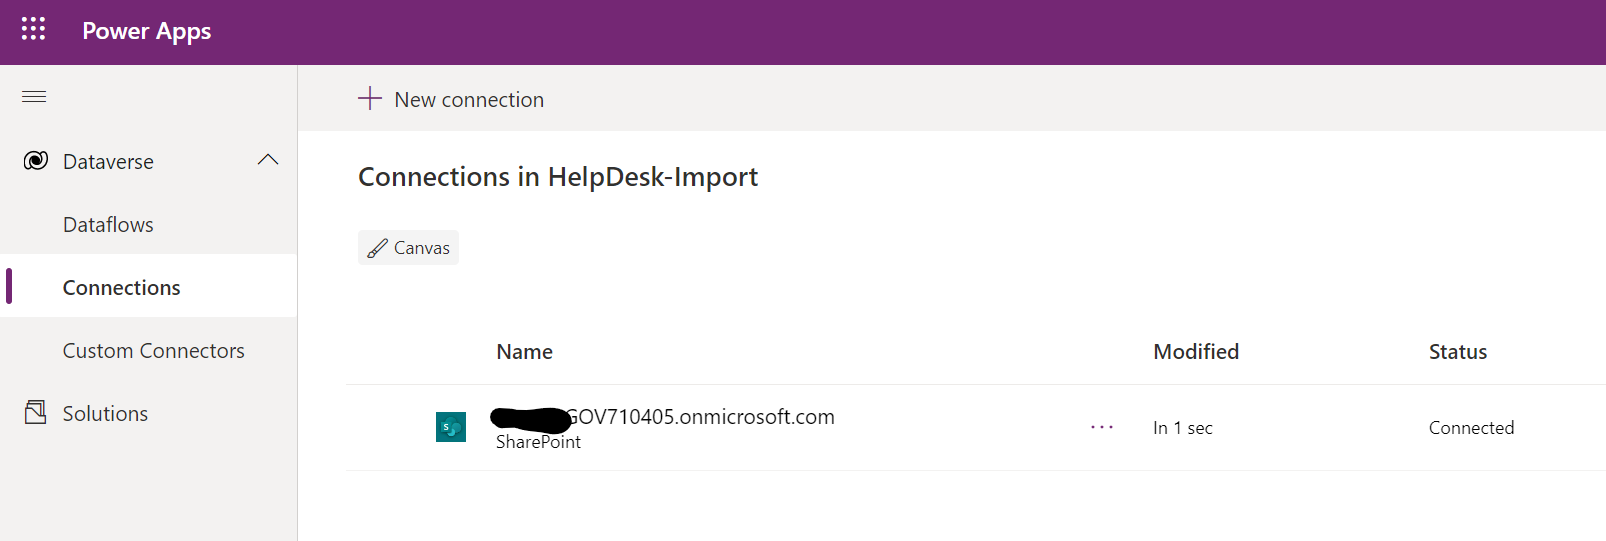 Power Apps
New connection
Dataverse
Connections in HelpDesk-Import
Dataflows
Canvas
Connections
Custom Connectors
Name Modified Status
Solutions
GOV710405.onmicrosoft.com
S
SharePoint
... In 1 sec Connected